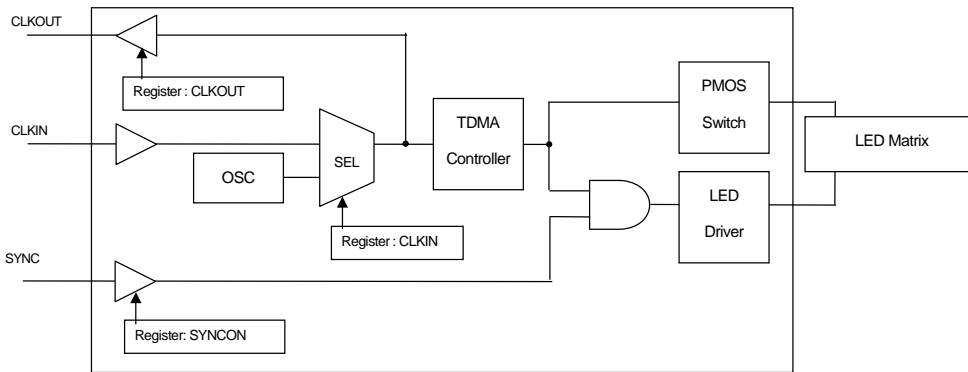 CLKOUT
Register : CLKOUT
CLKIN
OSC
SEL
TDMA
Controller
PMOS
Switch
LED Matrix
LED
Driver
Register : CLKIN
SYNC
Register: SYNCON